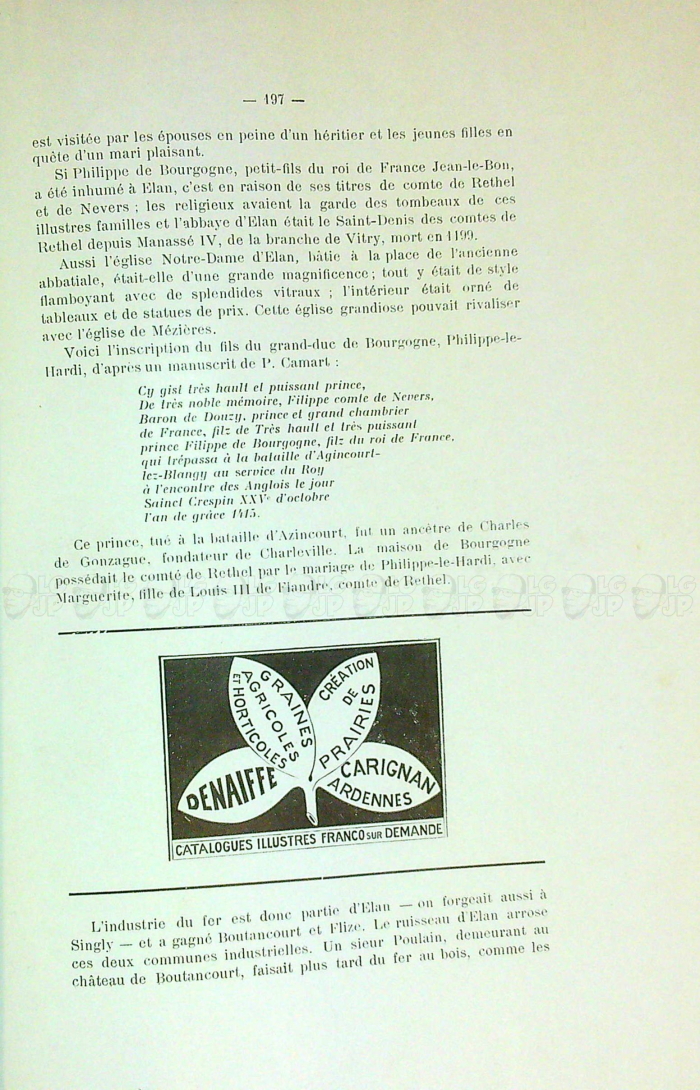 — 197 —
est visitée par les épouses en peine d'un héritier et les jeunes filles en
quête d'un mari plaisant.
Si Philippe de Bourgogne, petit-fils du roi de France Jean-le-Bon,
a été inhumé à Elan, c'est en raison de ses titres de comte de Rethel
et de Nevers ; les religieux avaient la garde des tombeaux de ces
illustres familles et l'abbaye d'Elan était le Saint-Denis des comtes de
Rethel depuis Manassé IV, de la branche de Vitry, mort en 1199.
Aussi l'église Notre-Dame d'Elan, bâtie à la place de l'ancienne
abbatiale, était-elle d'une grande magnificence ; tout y était de style
flamboyant avec de splendides vitraux ; l'intérieur était orné de
tableaux et de statues de prix. Cette église grandiose pouvait rivaliser
avec l'église de Mézières.
Voici l'inscription du fils du grand-duc de Bourgogne, Philippe-le-
Hardi, d'après un manuscrit de P. Camart :
Cy gist très hault et puissant prince,
De très noble mémoire, Filippe comte de Nevers,
Baron de Douzy, prince et grand chambrier
de France, filz de Très hault et très puissant
prince Filippe de Bourgogne, filz du roi de France,
qui trépassa à la bataille d'Agincourt-
lez-Blangy au service du Roy
à l'encontre des Anglois le jour
Sainct Crespin XXVe d'octobre
l'an de grâce 1415.
Ce prince, tué à la bataille d'Azincourt, fut un ancêtre de Charles
de Gonzague, fondateur de Charleville. La maison de Bourgogne
possédait le comté de Rethel par le mariage de Philippe-le-Hardi, avec
Marguerite, fille de Louis III de Flandre, comte de Rethel.
GRAINES
AGRICOLES
ET HORTICOLES
CRÉATION
DE
PRAIRIES
DENAIFFE
CARIGNAN
ARDENNES
CATALOGUES ILLUSTRES FRANCO SUR DEMANDE
L'industrie du fer est donc partie d'Elan — on forgeait aussi à
Singly — et a gagné Boutancourt et Flize. Le ruisseau d'Elan arrose
ces deux communes industrielles. Un sieur Poulain, demeurant au
château de Boutancourt, faisait plus tard du fer au bois, comme les